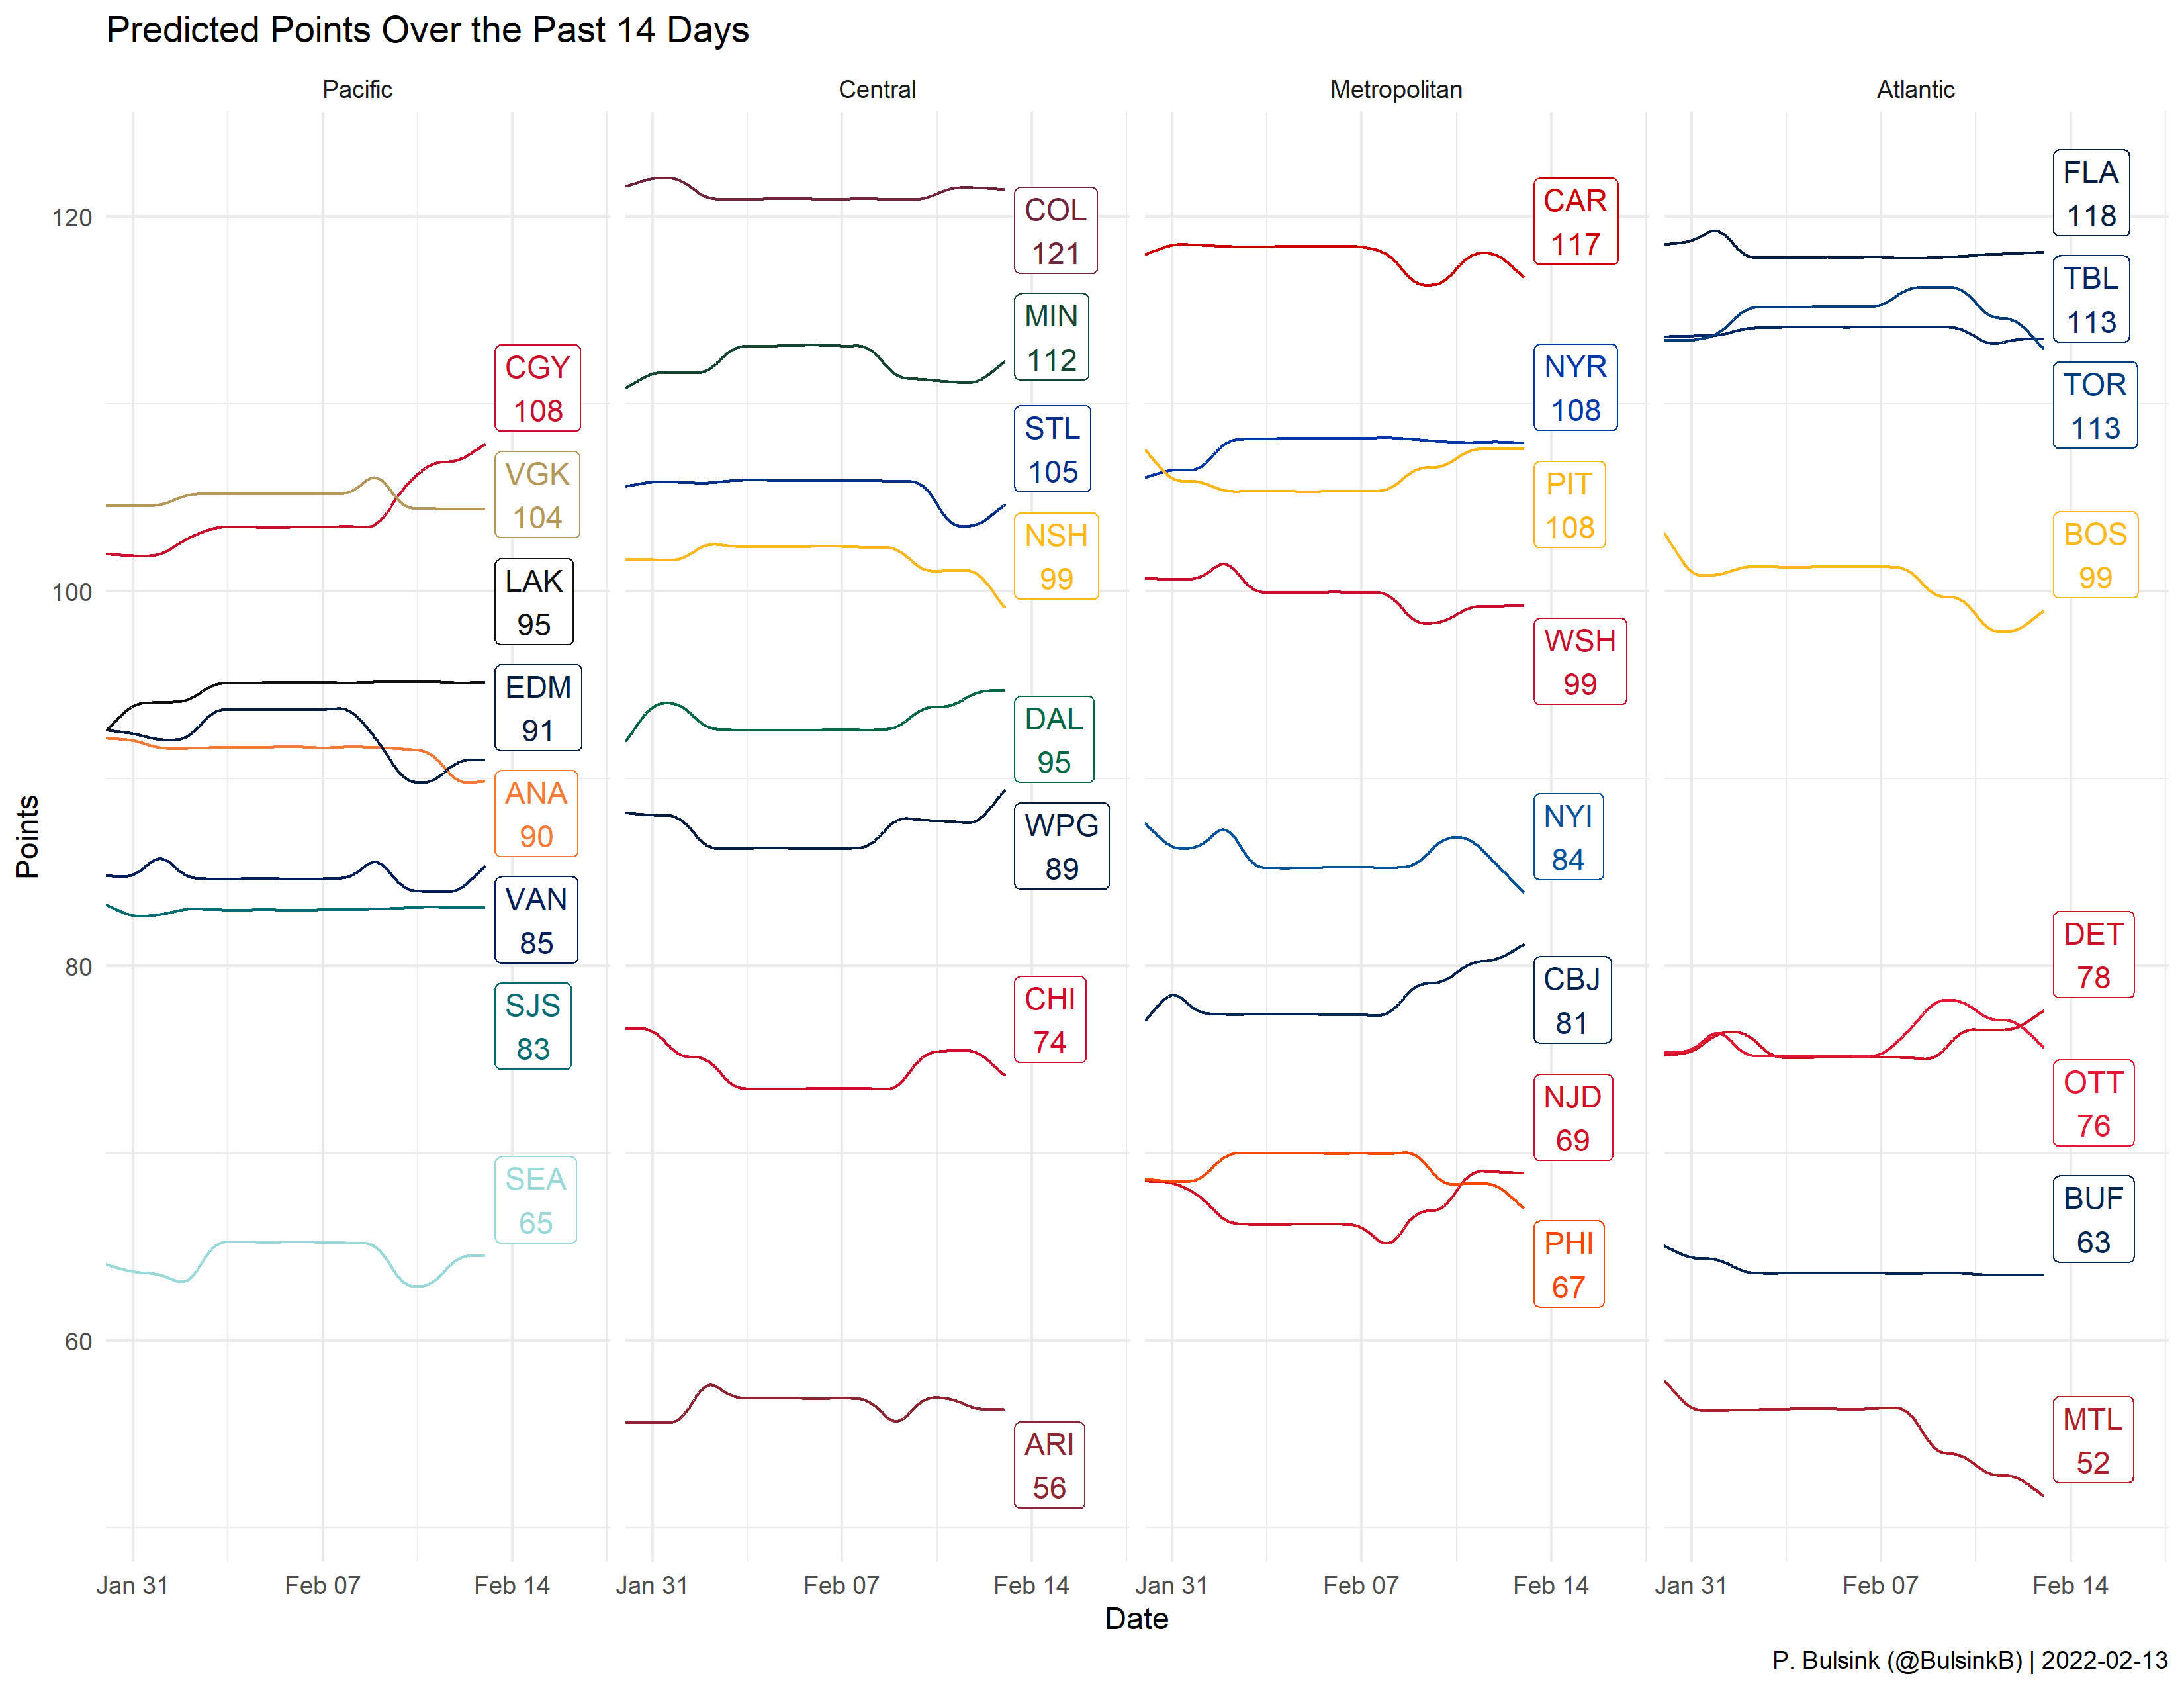 Predicted Points Over the Past 14 Days
Pacific
Central
Metropolitan
Atlantic
Points
120
100
80
60
CGY
108
VGK
104
LAK
95
EDM
91
ANA
90
VAN
85
SJS
83
SEA
65
COL
121
MIN
112
STL
105
NSH
99
DAL
95
WPG
89
CHI
74
ARI
56
CAR
117
NYR
108
PIT
108
WSH
99
NYI
84
CBJ
81
NJD
69
PHI
67
FLA
118
TBL
113
TOR
113
BOS
99
DET
78
OTT
76
BUF
63
MTL
52
Jan 31
Feb 07
Feb 14
Jan 31
Feb 07
Feb 14
Jan 31
Feb 07
Feb 14
Jan 31
Feb 07
Feb 14
Date
P. Bulsink (@BulsinkB) | 2022-02-13